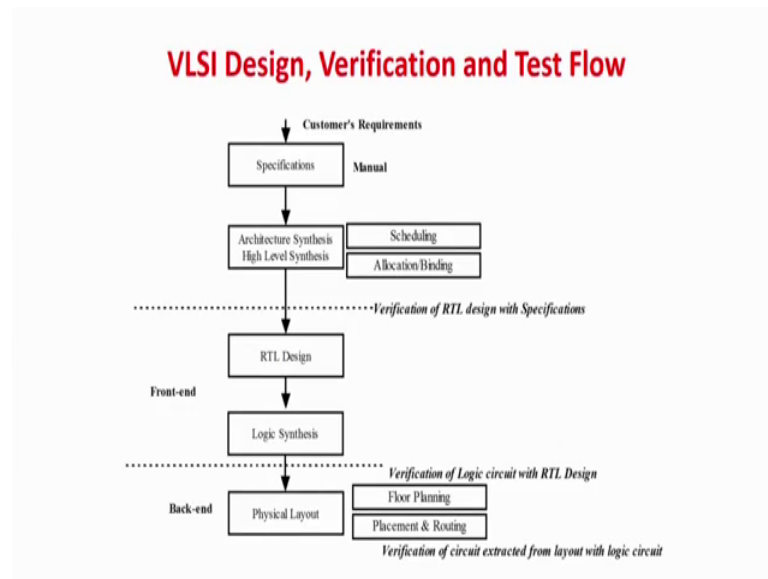 VLSI Design, Verification and Test Flow
Customer's Requirements
Specifications
Manual
Architecture Synthesis
High Level Synthesis
Scheduling
Allocation/Binding
Verification of RTL design with Specifications
RTL Design
Front-end
Logic Synthesis
Verification of Logic circuit with RTL Design
Back-end
Physical Layout
Floor Planning
Placement & Routing
Verification of circuit extracted from layout with logic circuit